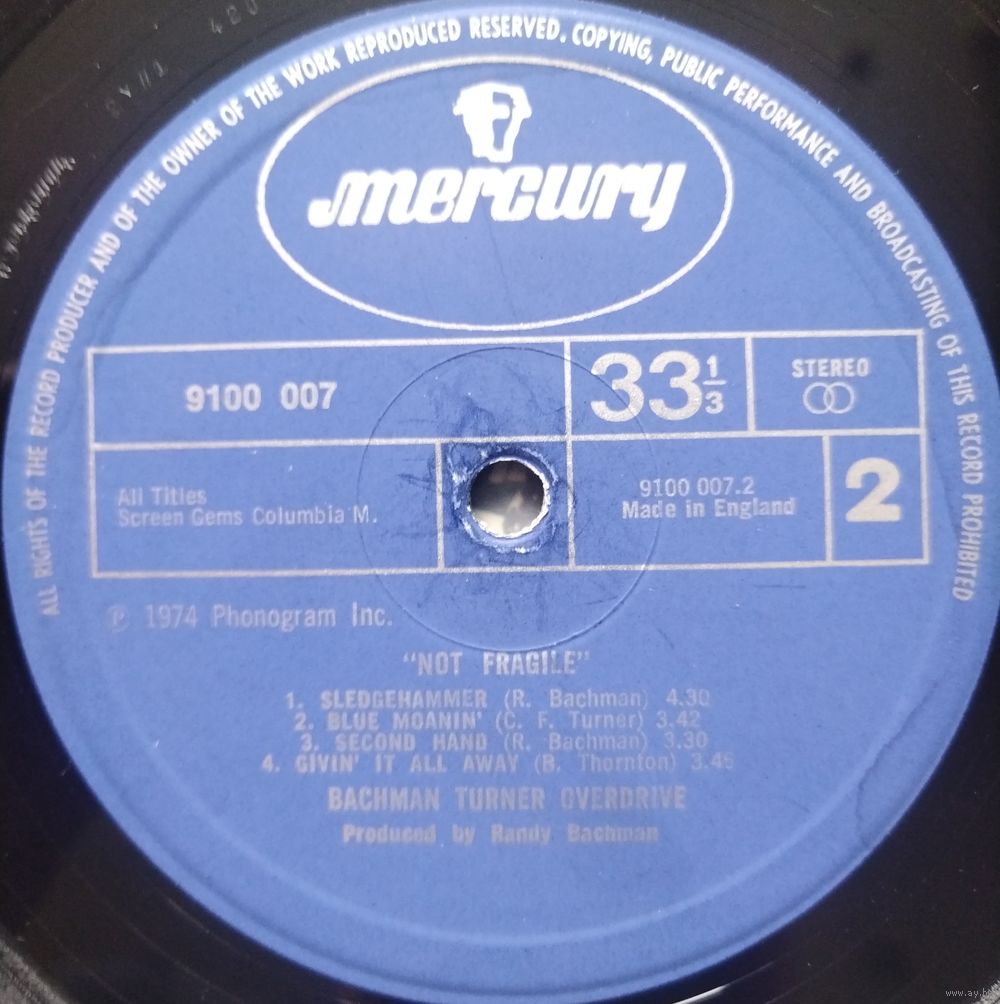 ALL RIGHTS OF THE RECORD PRODUCER AND OF THE OWNER OF THE WORK REPRODUCED RESERVED. COPYING, PUBLIC PERFORMANCE AND BROADCASTING OF THIS RECORD PROHIBITED
mercury
9100 007
33 1/3
STEREO
All Titles
Screen Gems Columbia M.
9100 007.2
Made in England
2
℗ 1974 Phonogram Inc.
"NOT FRAGILE"
1. SLEDGEHAMMER (R. Bachman) 4.30
2. BLUE MOANIN' (C. F. Turner) 3.42
3. SECOND HAND (R. Bachman) 3.30
4. GIVIN' IT ALL AWAY (B. Thornton) 3.45
BACHMAN TURNER OVERDRIVE
Produced by Randy Bachman